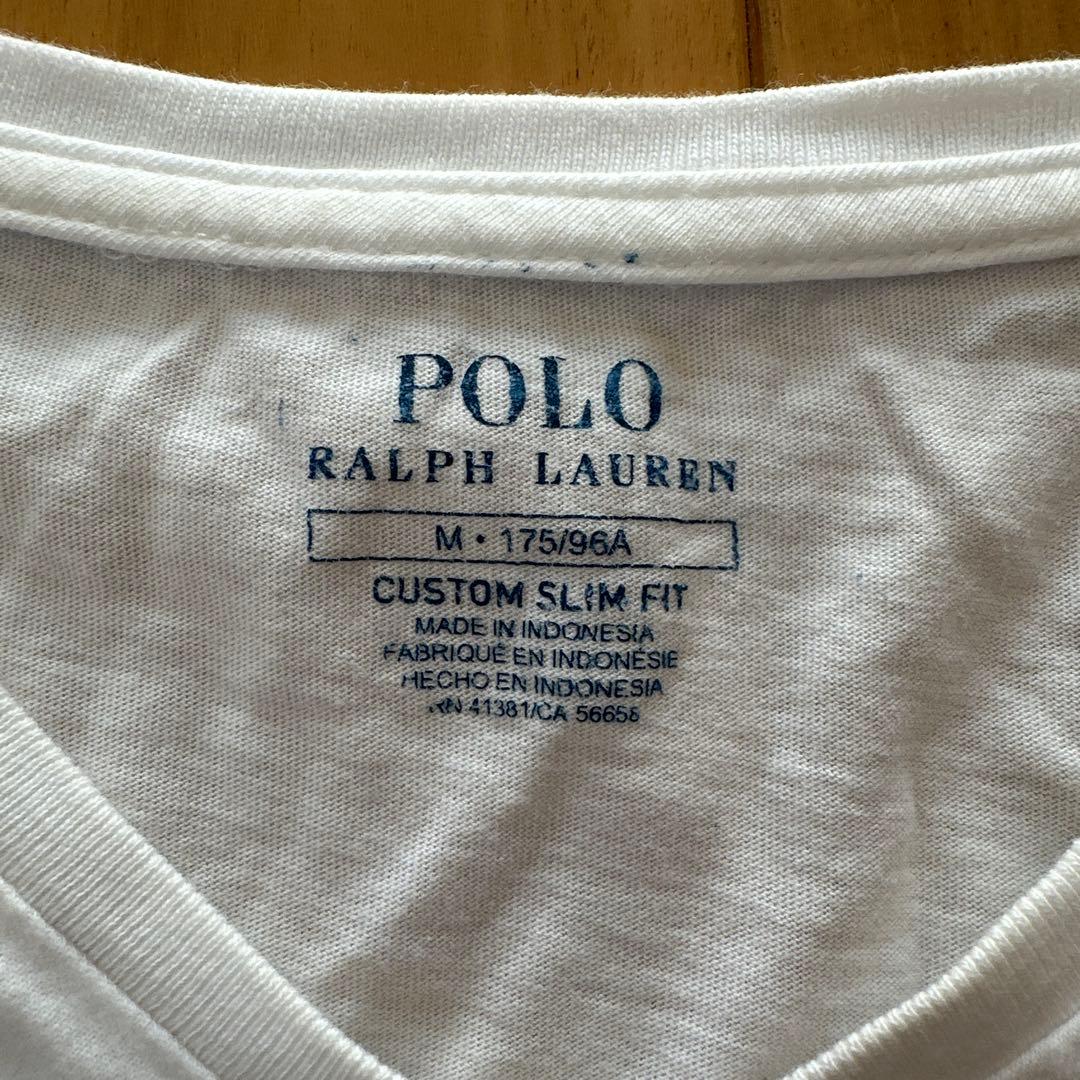 POLO
RALPH LAUREN
M • 175/96A
CUSTOM SLIM FIT
MADE IN INDONESIA
FABRIQUÉ EN INDONÉSIE
HECHO EN INDONESIA
RN 41381/CA 56658